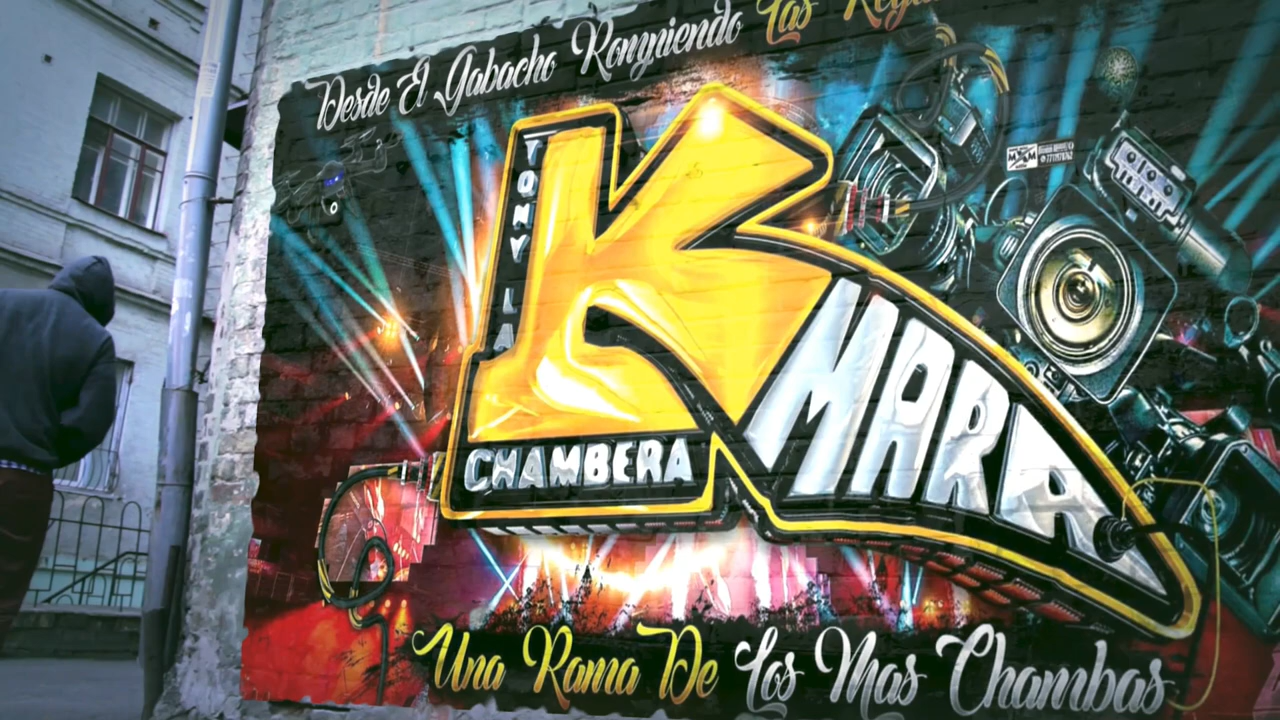 Desde El Gabacho Rompiendo Las
TONY LA
K
MARA
CHAMBERA
Una Rama De Los Mas Chambas